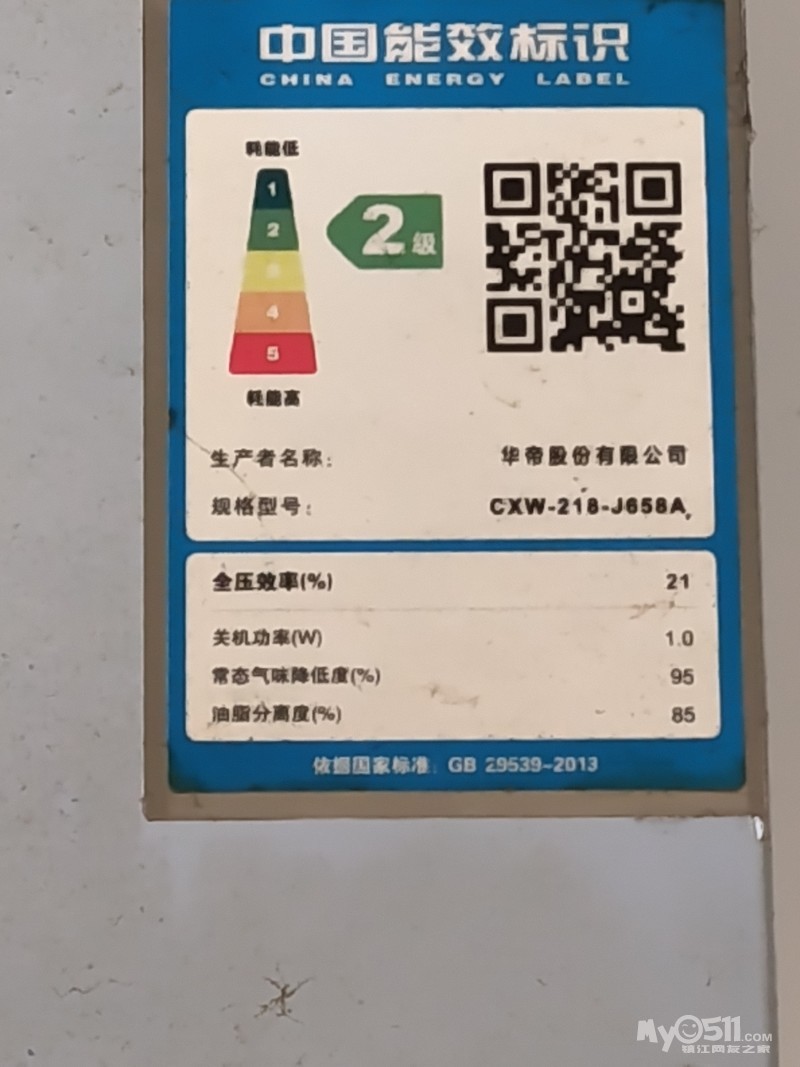 中国能效标识
CHINA ENERGY LABEL
耗能低
1
2
2级
3
4
5
耗能高
生产者名称：
华帝股份有限公司
规格型号：
CXW-218-J658A
全压效率(%) 21
关机功率(W) 1.0
常态气味降低度(%) 95
油脂分离度(%) 85
依据国家标准：GB 29539-2013
MyO511.COM
镇江网友之家